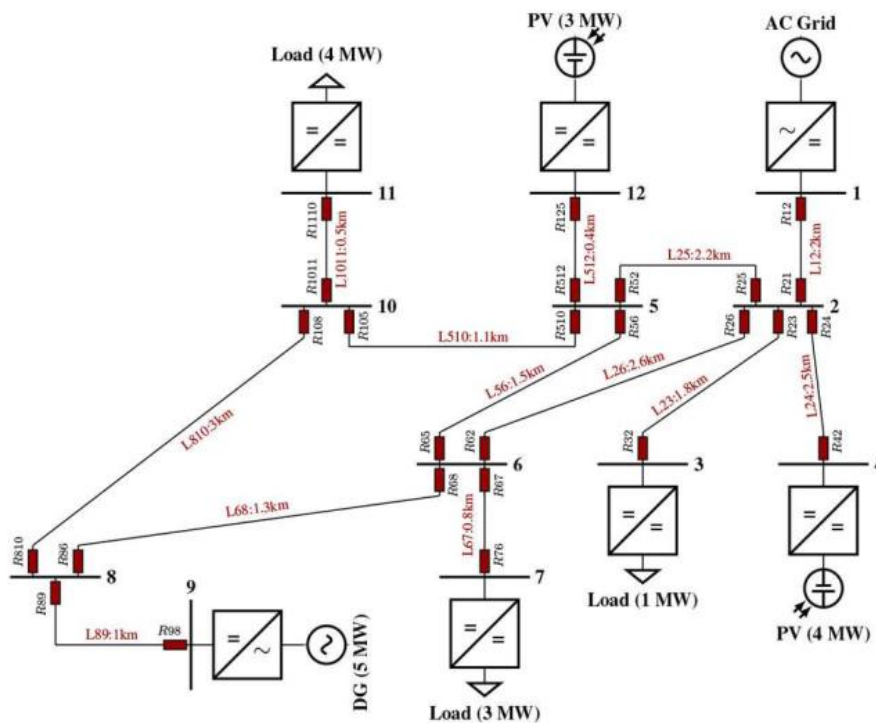 PV (3 MW)
AC Grid
Load (4 MW)
11
12
1
R1110
R125
R12
L1011:0.5km
L512:0.4km
L12:2km
L25:2.2km
R1011
R512
R52
R25
R21
10
5
2
R108
R105
R510
R56
R26
R23
R24
L510:1.1km
L56:1.5km
L26:2.6km
L23:1.8km
L24:2.5km
L810:3km
R65
R62
R32
R42
6
3
R68
R67
L68:1.3km
L67:0.8km
R810
R86
R76
8
9
7
Load (1 MW)
R89
L89:1km
R98
DG (5 MW)
PV (4 MW)
Load (3 MW)